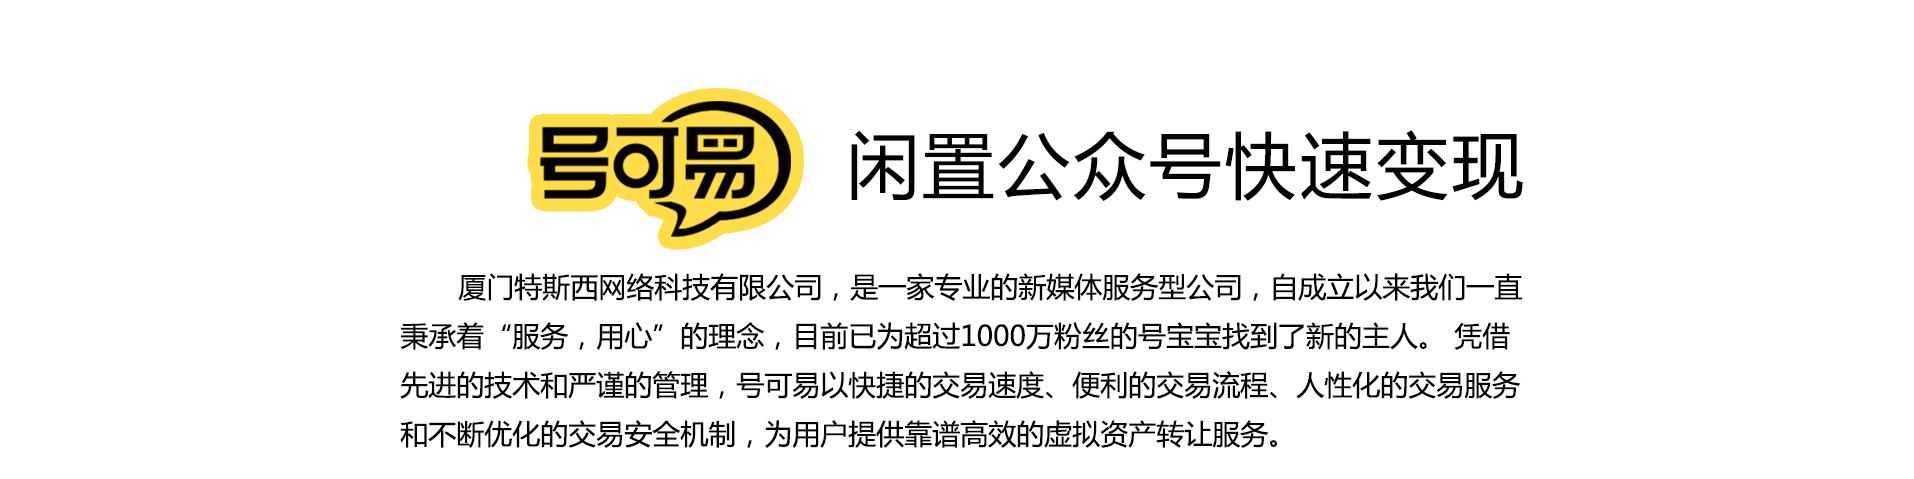 号可易 闲置公众号快速变现
厦门特斯西网络科技有限公司，是一家专业的新媒体服务型公司，自成立以来我们一直
秉承着“服务，用心”的理念，目前已为超过1000万粉丝的号宝宝找到了新的主人。 凭借
先进的技术和严谨的管理，号可易以快捷的交易速度、便利的交易流程、人性化的交易服务
和不断优化的交易安全机制，为用户提供靠谱高效的虚拟资产转让服务。